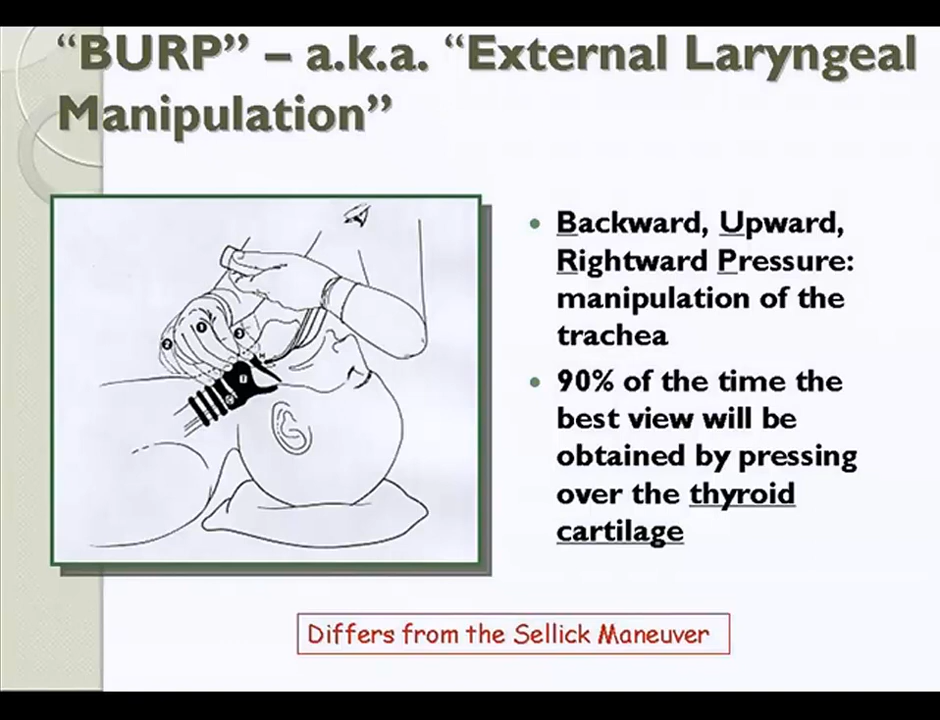 “BURP” – a.k.a. “External Laryngeal
Manipulation”
• Backward, Upward,
Rightward Pressure:
manipulation of the
trachea
• 90% of the time the
best view will be
obtained by pressing
over the thyroid
cartilage
Differs from the Sellick Maneuver